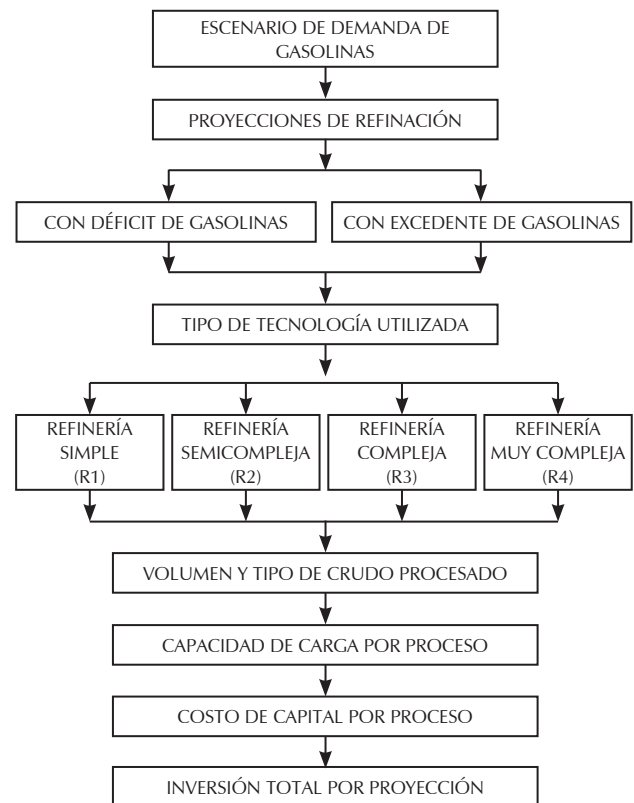 ESCENARIO DE DEMANDA DE
GASOLINAS
PROYECCIONES DE REFINACIÓN
CON DÉFICIT DE GASOLINAS
CON EXCEDENTE DE GASOLINAS
TIPO DE TECNOLOGÍA UTILIZADA
REFINERÍA
SIMPLE
(R1)
REFINERÍA
SEMICOMPLEJA
(R2)
REFINERÍA
COMPLEJA
(R3)
REFINERÍA
MUY COMPLEJA
(R4)
VOLUMEN Y TIPO DE CRUDO PROCESADO
CAPACIDAD DE CARGA POR PROCESO
COSTO DE CAPITAL POR PROCESO
INVERSIÓN TOTAL POR PROYECCIÓN